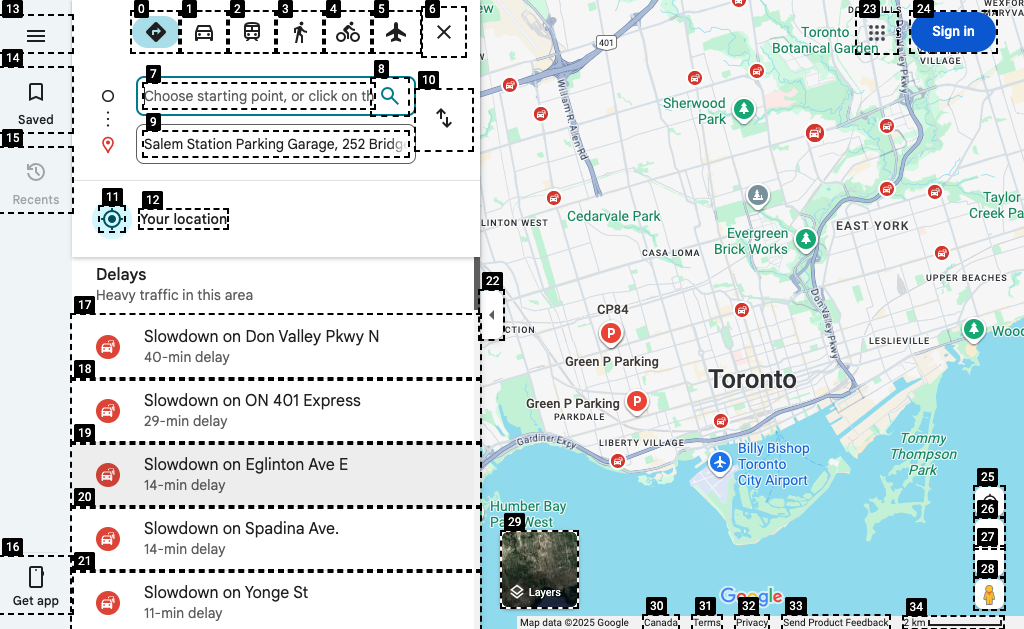 0 1 2 3 4 5 6
7 Choose starting point, or click on th 8
9 Salem Station Parking Garage, 252 Bridg
10
11 12 Your location
13
14 Saved
15 Recents
16 Get app
Delays
Heavy traffic in this area
17
Slowdown on Don Valley Pkwy N
40-min delay
18
Slowdown on ON 401 Express
29-min delay
19
Slowdown on Eglinton Ave E
14-min delay
20
Slowdown on Spadina Ave.
14-min delay
21
Slowdown on Yonge St
11-min delay
22
23 24
Sign in
401
Toronto
Botanical Garden
VILLAGE
William R. Allen Rd
Don Valley Pkwy
Sherwood
Park
LINTON WEST
Cedarvale Park
Evergreen
Brick Works
EAST YORK
Taylor
Creek Pa
CASA LOMA
UPPER BEACHES
Don Valley Pkwy
CTION
CP84
P
Green P Parking
LESLIEVILLE
Wood
Toronto
Green P Parking P
PARKDALE
Gardiner Expy
LIBERTY VILLAGE
Billy Bishop
Toronto
City Airport
Tommy
Thompson
Park
Humber Bay
Park West
25
26
27
28
29
Layers
Google
30 31 32 33 34
Map data ©2025 Google Canada Terms Privacy Send Product Feedback 2 km